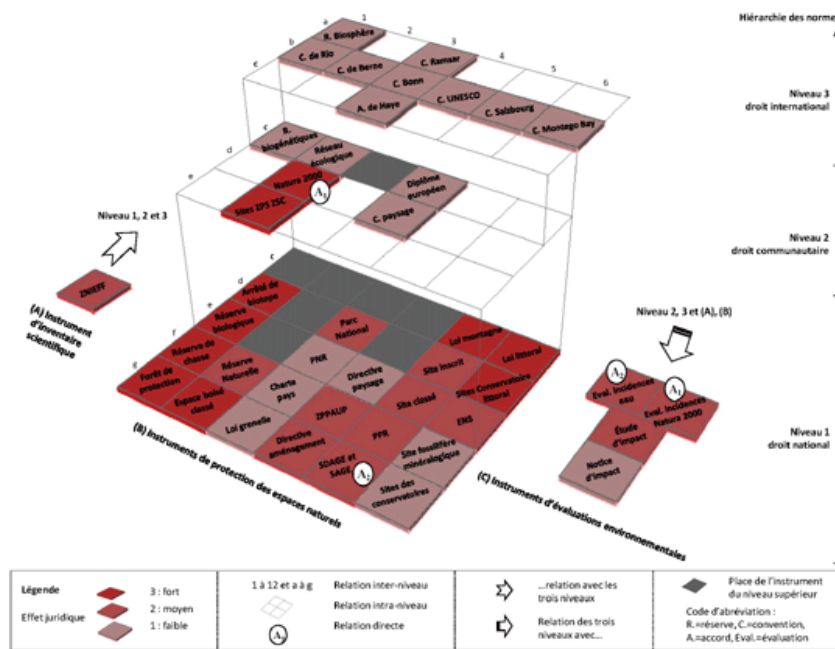 Hiérarchie des norme
a
b
c
1
2
3
4
5
6
R. Biosphère
C. de Rio
C. de Berne
C. Ramsar
C. Bonn
A. de Haye
C. UNESCO
C. Salzbourg
C. Montego Bay
Niveau 3
droit international
c
d
e
R.
biogénétiques
Réseau
écologique
Natura 2000
Sites ZPS ZSC
A₁
Diplôme
européen
C. paysage
Niveau 2
droit communautaire
Niveau 1, 2 et 3
ZNIEFF
(A) Instrument
d'inventaire
scientifique
c
d
e
f
g
Arrêté de
biotope
Réserve
biologique
Réserve de
chasse
Forêt de
protection
Parc
National
Réserve
Naturelle
Espace boisé
classé
PNR
Charte
pays
Loi grenelle
Directive
paysage
ZPPAUP
Directive
aménagement
Loi montagne
Loi littoral
Site inscrit
Site classé
Sites Conservatoire
littoral
PPR
ENS
SDAGE et
SAGE
A₂
Site fossilifère
minéralogique
Sites des
conservatoires
(B) Instruments de protection des espaces naturels
Niveau 2, 3 et (A), (B)
A₂
A₁
Eval. Incidences
eau
Eval. Incidences
Natura 2000
Étude
d'impact
Notice
d'impact
(C) Instruments d'évaluations environnementales
Niveau 1
droit national
Légende
Effet juridique
3 : fort
2 : moyen
1 : faible
1 à 12 et a à g
Relation inter-niveau
Relation intra-niveau
Relation directe
...relation avec les
trois niveaux
Relation des trois
niveaux avec...
Place de l'instrument
du niveau supérieur
Code d'abréviation :
R.=réserve, C.=convention,
A.=accord, Eval.=évaluation